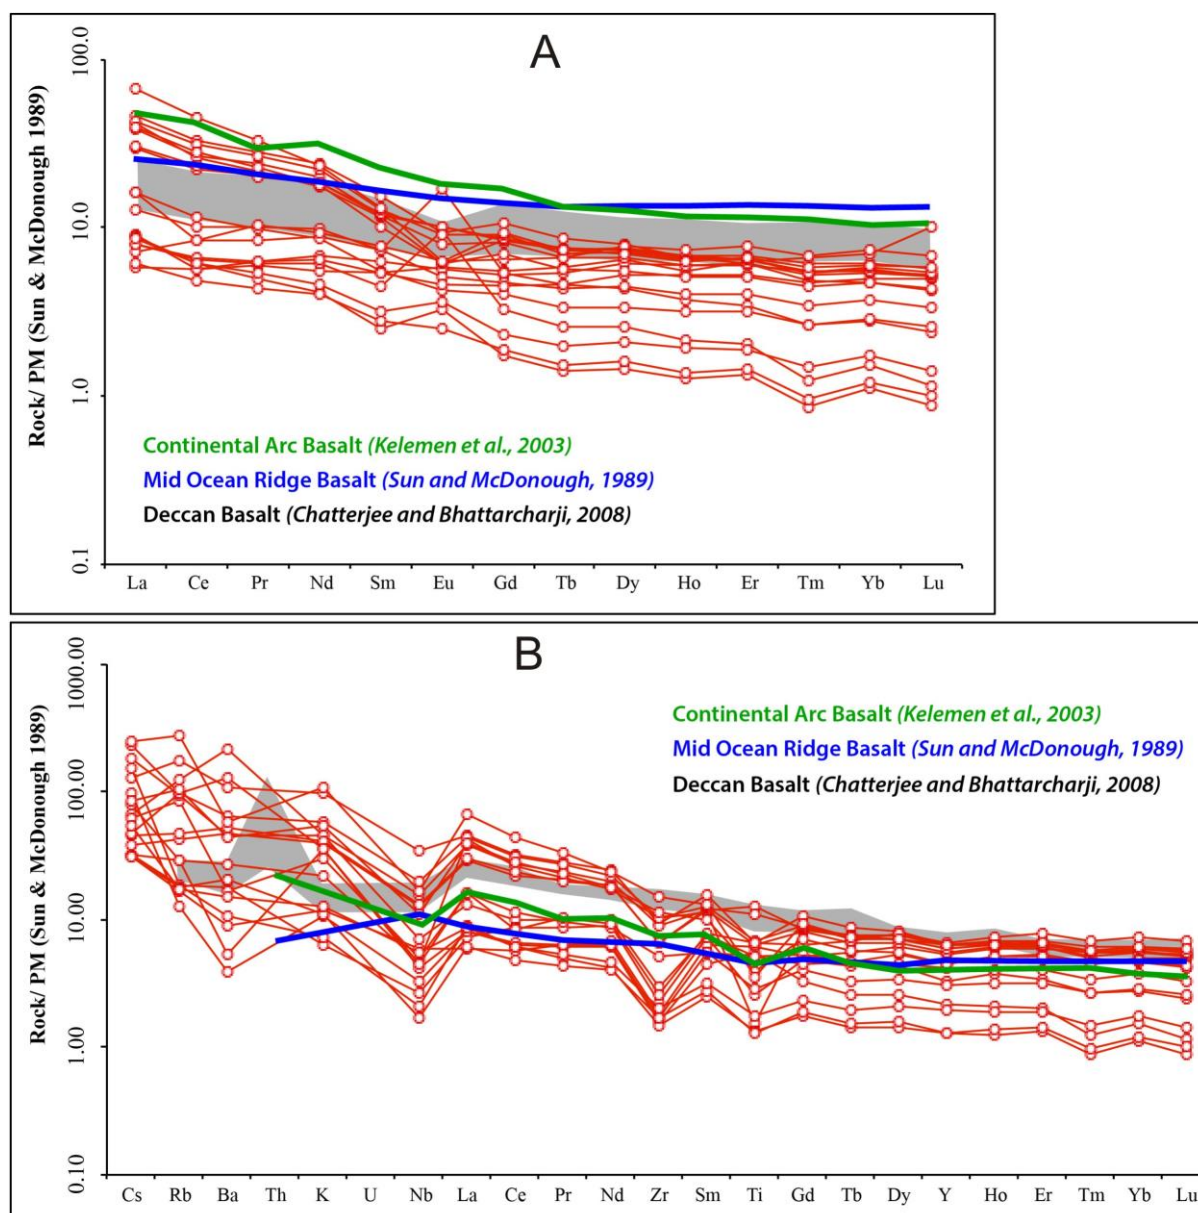 A
Rock/ PM (Sun & McDonough 1989)
100.0
10.0
1.0
0.1
Continental Arc Basalt (Kelemen et al., 2003)
Mid Ocean Ridge Basalt (Sun and McDonough, 1989)
Deccan Basalt (Chatterjee and Bhattarcharji, 2008)
La Ce Pr Nd Sm Eu Gd Tb Dy Ho Er Tm Yb Lu
B
Rock/ PM (Sun & McDonough 1989)
1000.00
100.00
10.00
1.00
0.10
Continental Arc Basalt (Kelemen et al., 2003)
Mid Ocean Ridge Basalt (Sun and McDonough, 1989)
Deccan Basalt (Chatterjee and Bhattarcharji, 2008)
Cs Rb Ba Th K U Nb La Ce Pr Nd Zr Sm Ti Gd Tb Dy Y Ho Er Tm Yb Lu